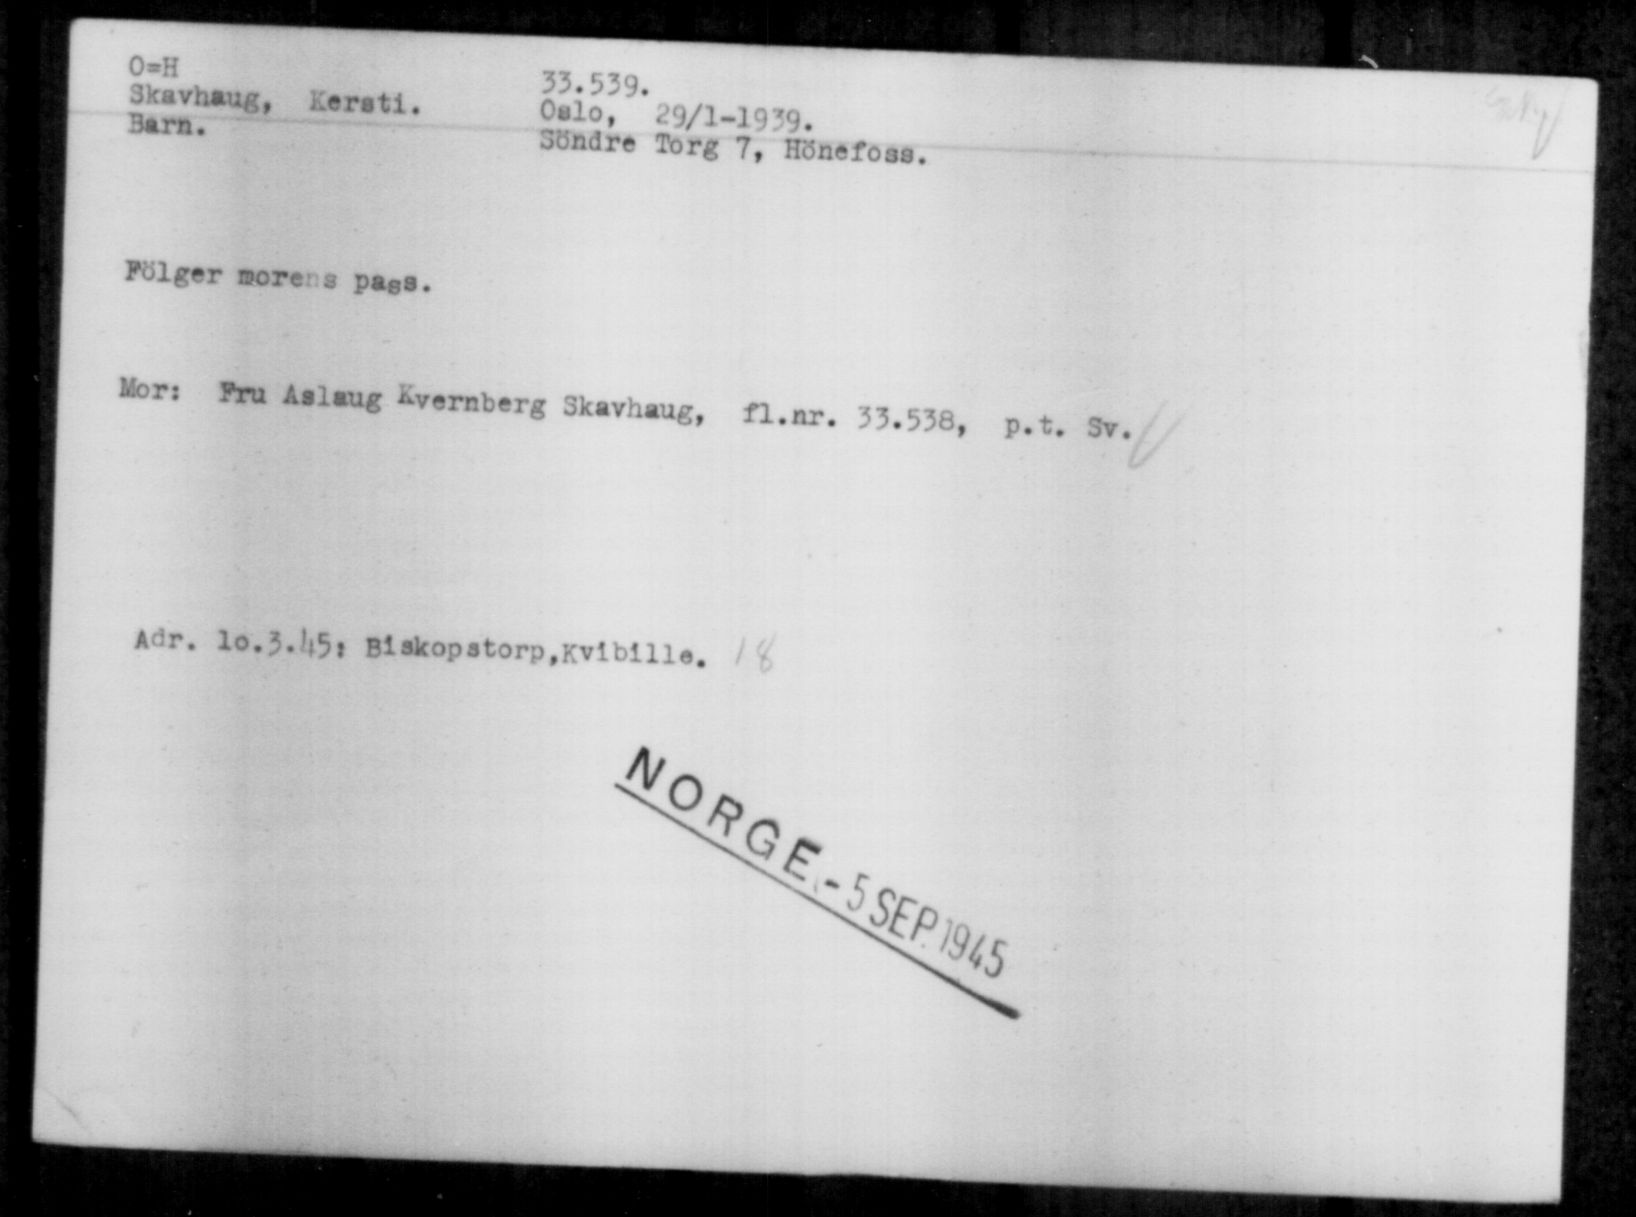 O=H 33.539.
Skavhaug, Kersti. Oslo, 29/1-1939.
Barn. Söndre Torg 7, Hönefoss.
Fölger morens pass.
Mor: Fru Aslaug Kvernberg Skavhaug, fl.nr. 33.538, p.t. Sv.
Adr. lo.3.45: Biskopstorp,Kvibille. 18
NORGE - 5 SEP. 1945